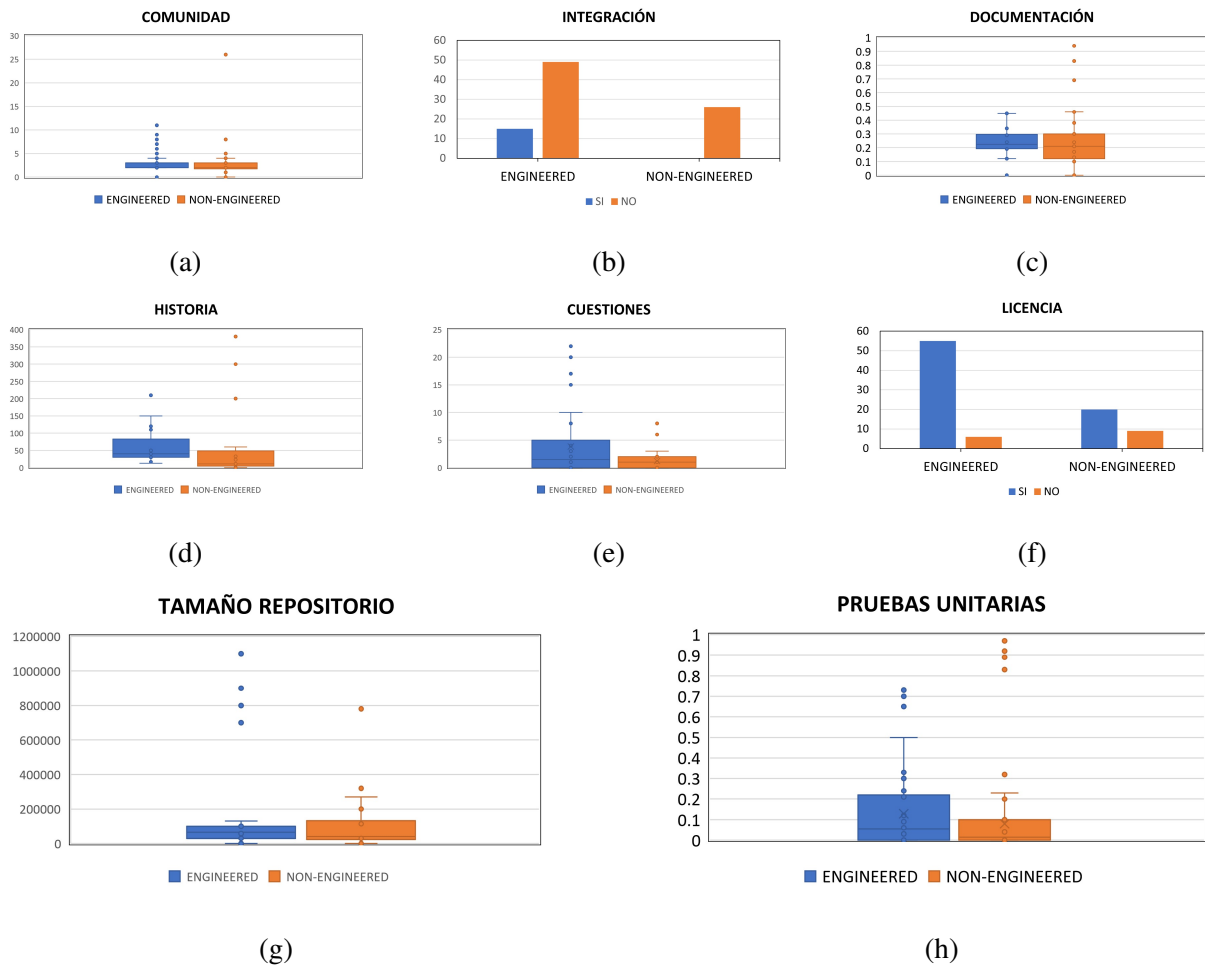 COMUNIDAD
30
25
20
15
10
5
0
ENGINEERED NON-ENGINEERED
(a)
INTEGRACIÓN
60
50
40
30
20
10
0
ENGINEERED NON-ENGINEERED
SI NO
(b)
DOCUMENTACIÓN
1
0.9
0.8
0.7
0.6
0.5
0.4
0.3
0.2
0.1
0
ENGINEERED NON-ENGINEERED
(c)
HISTORIA
400
350
300
250
200
150
100
50
0
ENGINEERED NON-ENGINEERED
(d)
CUESTIONES
25
20
15
10
5
0
ENGINEERED NON-ENGINEERED
(e)
LICENCIA
60
50
40
30
20
10
0
ENGINEERED NON-ENGINEERED
SI NO
(f)
TAMAÑO REPOSITORIO
1200000
1000000
800000
600000
400000
200000
0
ENGINEERED NON-ENGINEERED
(g)
PRUEBAS UNITARIAS
1
0.9
0.8
0.7
0.6
0.5
0.4
0.3
0.2
0.1
0
ENGINEERED NON-ENGINEERED
(h)